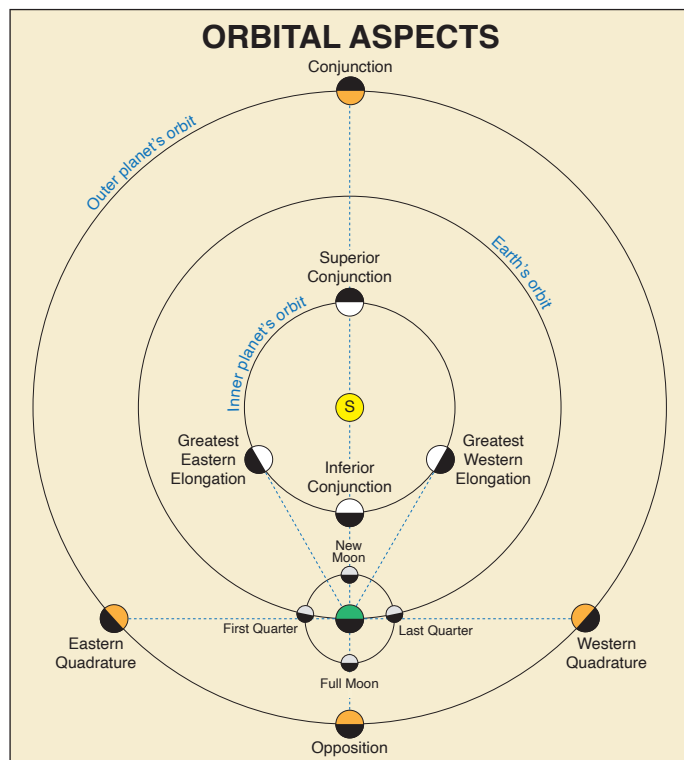 ORBITAL ASPECTS
Conjunction
Outer planet's orbit
Earth's orbit
Superior
Conjunction
Inner planet's orbit
S
Greatest
Eastern
Elongation
Greatest
Western
Elongation
Inferior
Conjunction
New
Moon
First Quarter
Last Quarter
Eastern
Quadrature
Western
Quadrature
Full Moon
Opposition